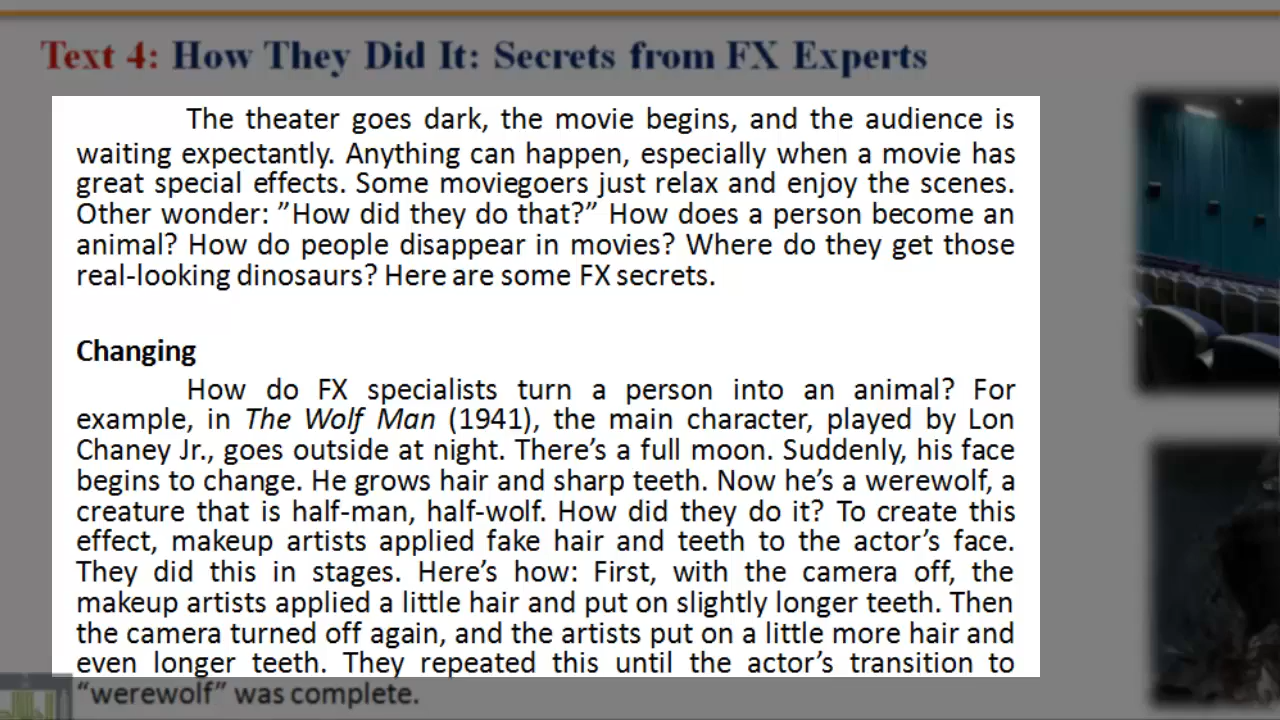 Text 4: How They Did It: Secrets from FX Experts
The theater goes dark, the movie begins, and the audience is
waiting expectantly. Anything can happen, especially when a movie has
great special effects. Some moviegoers just relax and enjoy the scenes.
Other wonder: ”How did they do that?” How does a person become an
animal? How do people disappear in movies? Where do they get those
real-looking dinosaurs? Here are some FX secrets.
Changing
How do FX specialists turn a person into an animal? For
example, in The Wolf Man (1941), the main character, played by Lon
Chaney Jr., goes outside at night. There’s a full moon. Suddenly, his face
begins to change. He grows hair and sharp teeth. Now he’s a werewolf, a
creature that is half-man, half-wolf. How did they do it? To create this
effect, makeup artists applied fake hair and teeth to the actor’s face.
They did this in stages. Here’s how: First, with the camera off, the
makeup artists applied a little hair and put on slightly longer teeth. Then
the camera turned off again, and the artists put on a little more hair and
even longer teeth. They repeated this until the actor’s transition to
“werewolf” was complete.